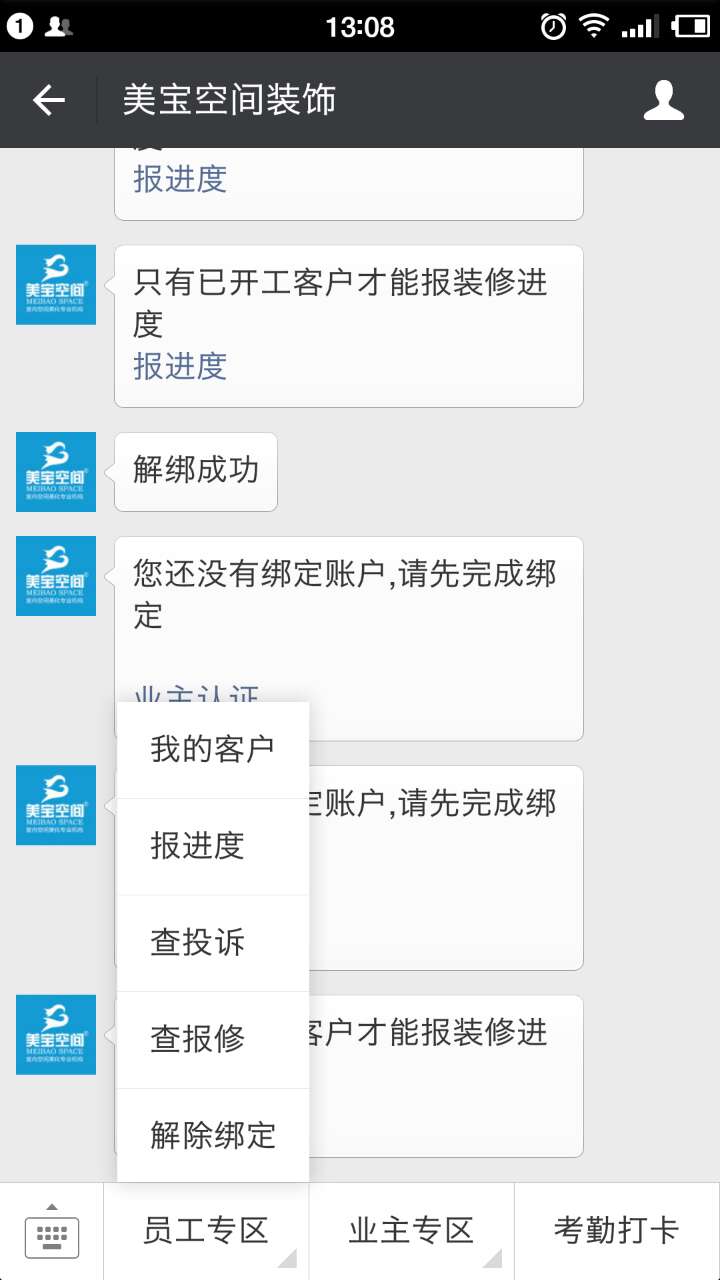 1
13:08
美宝空间装饰
报进度
美宝空间
MEIBAO SPACE
只有已开工客户才能报装修进
度
报进度
美宝空间
MEIBAO SPACE
解绑成功
美宝空间
MEIBAO SPACE
您还没有绑定账户,请先完成绑
定
业主认证
我的客户
美宝空间
MEIBAO SPACE
定账户,请先完成绑
报进度
查投诉
美宝空间
MEIBAO SPACE
客户才能报装修进
查报修
解除绑定
员工专区
业主专区
考勤打卡